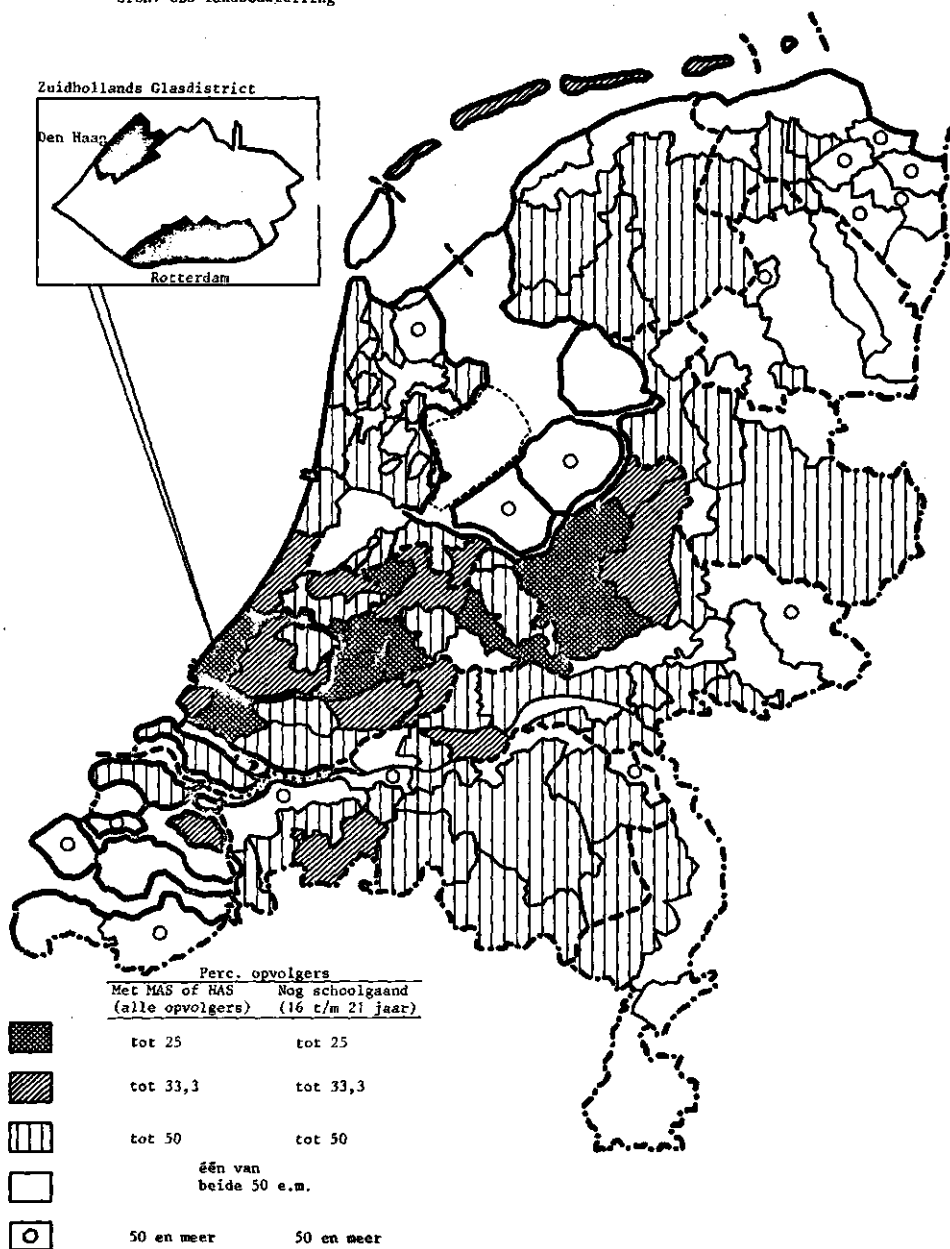 Zuidhollands Glasdistrict
Den Haag
Rotterdam
Perc. opvolgers
Met MAS of HAS Nog schoolgaand
(alle opvolgers) (16 t/m 21 jaar)
tot 25 tot 25
tot 33,3 tot 33,3
tot 50 tot 50
één van
beide 50 e.m.
50 en meer 50 en meer